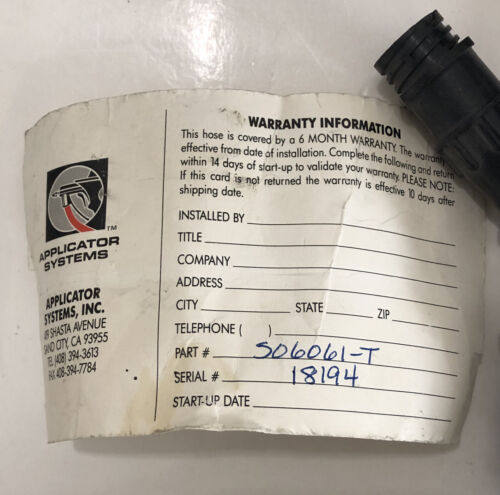 WARRANTY INFORMATION
This hose is covered by a 6 MONTH WARRANTY. The warranty
effective from date of installation. Complete the following and return
within 14 days of start-up to validate your warranty. PLEASE NOTE:
If this card is not returned the warranty is effective 10 days after
shipping date.
INSTALLED BY
TITLE
COMPANY
ADDRESS
CITY STATE ZIP
TELEPHONE ( )
PART # S06061-T
SERIAL # 18194
START-UP DATE
TM
APPLICATOR
SYSTEMS
APPLICATOR
SYSTEMS, INC.
SHASTA AVENUE
SAND CITY, CA 93955
TEL (408) 394-3613
FAX 408-394-7784